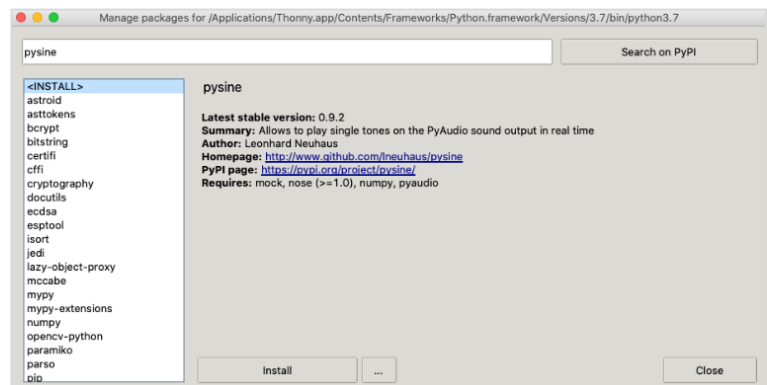 Manage packages for /Applications/Thonny.app/Contents/Frameworks/Python.framework/Versions/3.7/bin/python3.7
pysine
Search on PyPI
<INSTALL>
astroid
asttokens
bcrypt
bitstring
certifi
cffi
cryptography
docutils
ecdsa
esptool
isort
jedi
lazy-object-proxy
mccabe
mypy
mypy-extensions
numpy
opencv-python
paramiko
parso
pip
pysine
Latest stable version: 0.9.2
Summary: Allows to play single tones on the PyAudio sound output in real time
Author: Leonhard Neuhaus
Homepage: http://www.github.com/lneuhaus/pysine
PyPI page: https://pypi.org/project/pysine/
Requires: mock, nose (>=1.0), numpy, pyaudio
Install
...
Close